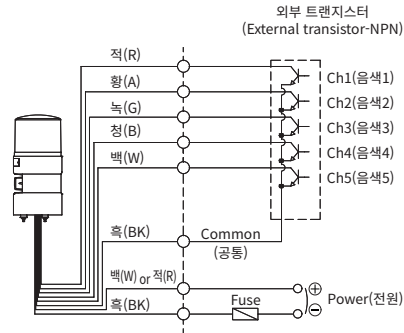 외부 트랜지스터
(External transistor-NPN)
적(R)
Ch1(음색1)
황(A)
Ch2(음색2)
녹(G)
Ch3(음색3)
청(B)
Ch4(음색4)
백(W)
Ch5(음색5)
흑(BK)
Common
(공통)
백(W) or 적(R)
흑(BK)
Fuse
⊕
⊖
Power(전원)